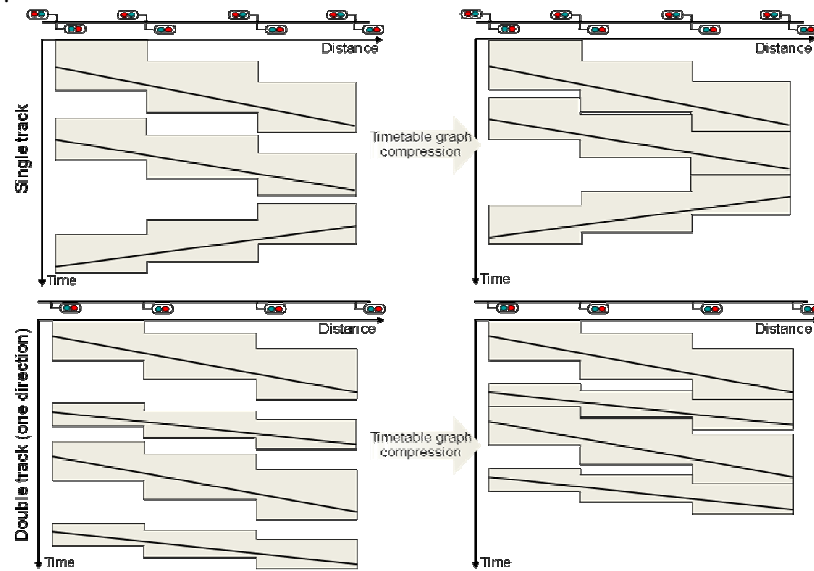 Distance
Distance
Single track
Timetable graph
compression
Time
Time
Distance
Distance
Double track (one direction)
Timetable graph
compression
Time
Time